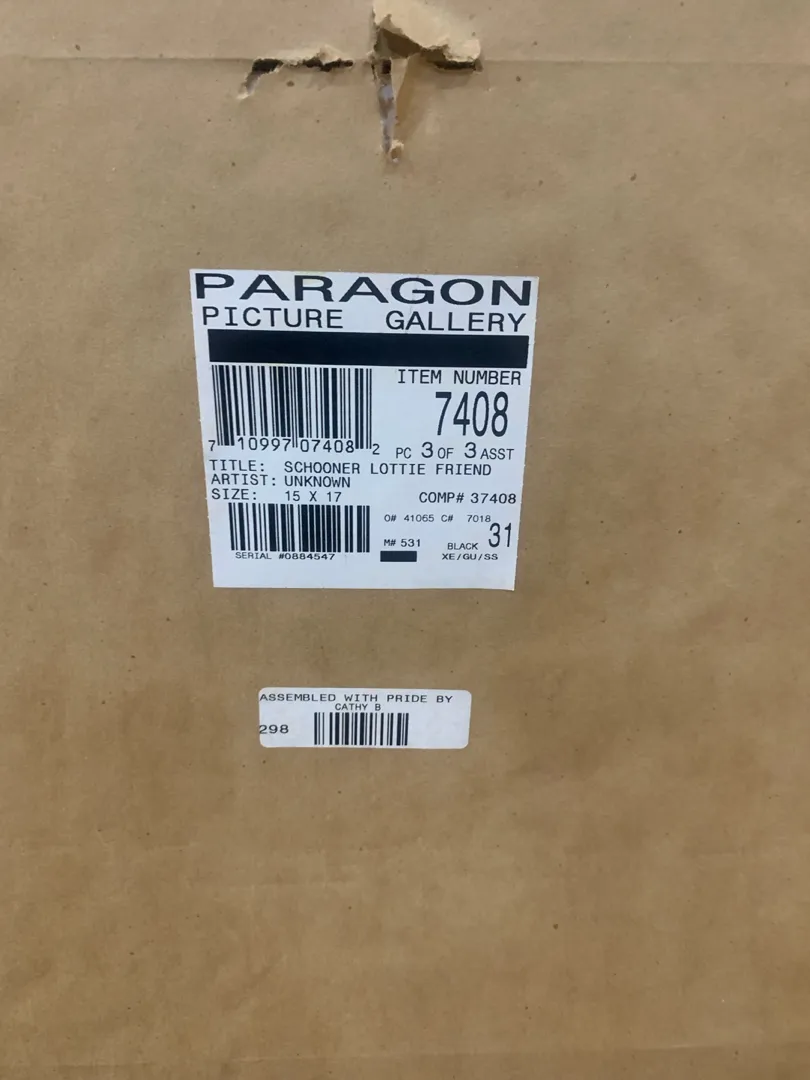 PARAGON
PICTURE GALLERY
ITEM NUMBER
7408
7 10997 07408 2
PC 3 OF 3 ASST
TITLE: SCHOONER LOTTIE FRIEND
ARTIST: UNKNOWN
SIZE: 15 X 17 COMP# 37408
O# 41065 C# 7018
M# 531 BLACK 31
SERIAL #0884547 XE/GU/SS
ASSEMBLED WITH PRIDE BY
CATHY B
298